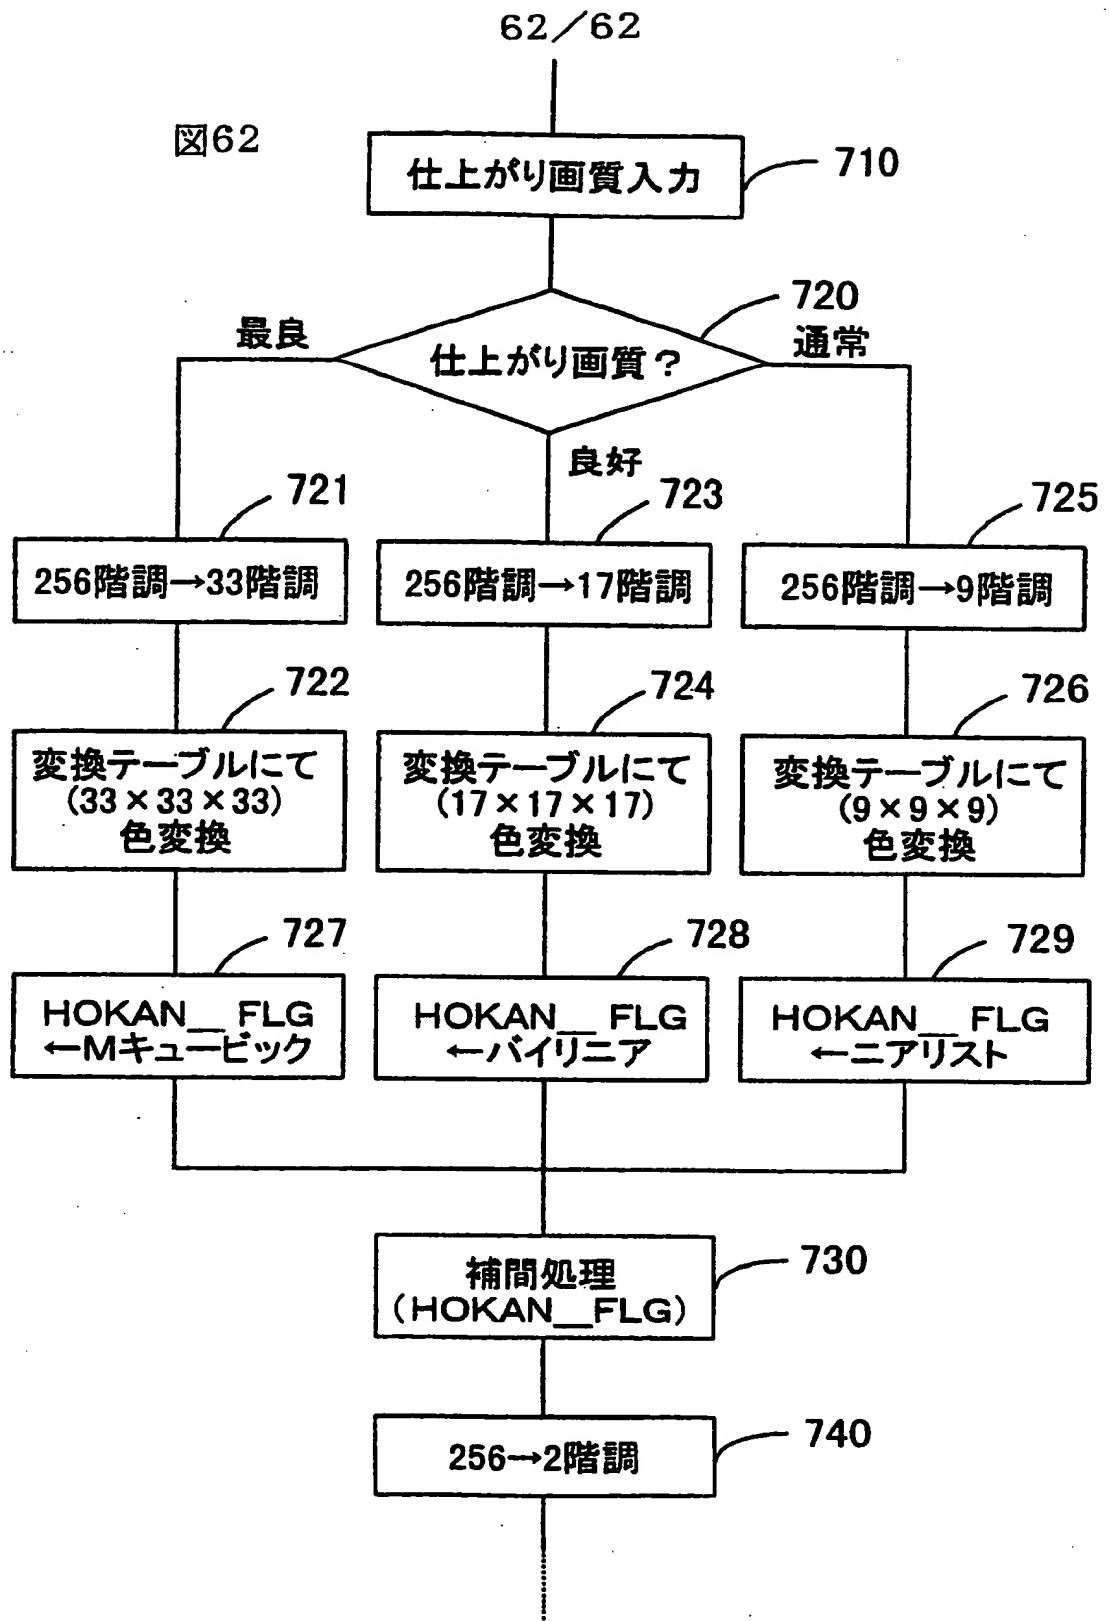 62/62
図62
仕上がり画質入力
710
720
最良
仕上がり画質?
通常
良好
721
723
725
256階調→33階調
256階調→17階調
256階調→9階調
722
724
726
変換テーブルにて
(33×33×33)
色変換
変換テーブルにて
(17×17×17)
色変換
変換テーブルにて
(9×9×9)
色変換
727
728
729
HOKAN__FLG
←Mキュービック
HOKAN__FLG
←バイリニア
HOKAN__FLG
←ニアリスト
補間処理
(HOKAN__FLG)
730
256→2階調
740